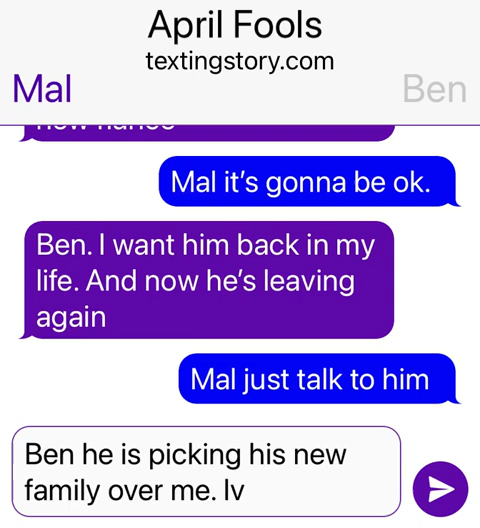 April Fools
textingstory.com
Mal
Ben
Mal it's gonna be ok.
Ben. I want him back in my
life. And now he's leaving
again
Mal just talk to him
Ben he is picking his new
family over me. Iv